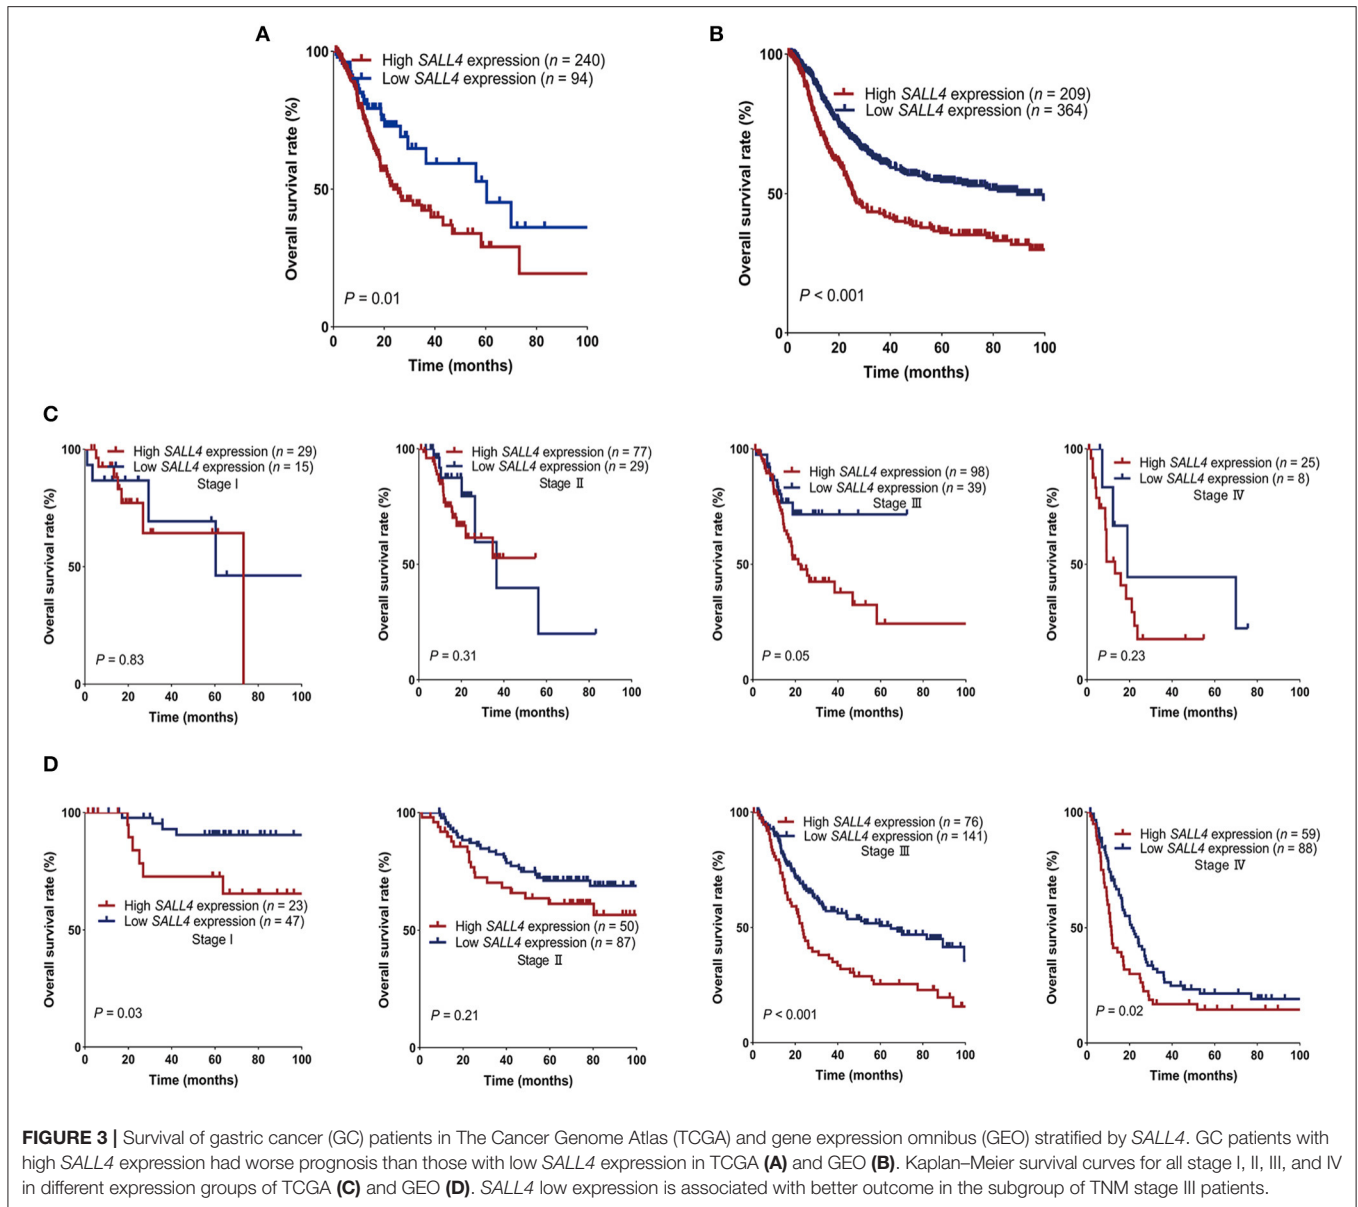 A
100
High SALL4 expression (n = 240)
Low SALL4 expression (n = 94)
Overall survival rate (%)
50
P = 0.01
0
0 20 40 60 80 100
Time (months)
B
100
High SALL4 expression (n = 209)
Low SALL4 expression (n = 364)
Overall survival rate (%)
50
P < 0.001
0
0 20 40 60 80 100
Time (months)
C
100
High SALL4 expression (n = 29)
Low SALL4 expression (n = 15)
Stage I
Overall survival rate (%)
50
P = 0.83
0
0 20 40 60 80 100
Time (months)
100
High SALL4 expression (n = 77)
Low SALL4 expression (n = 29)
Stage Ⅱ
Overall survival rate (%)
50
P = 0.31
0
0 20 40 60 80 100
Time (months)
100
High SALL4 expression (n = 98)
Low SALL4 expression (n = 39)
Stage Ⅲ
Overall survival rate (%)
50
P = 0.05
0
0 20 40 60 80 100
Time (months)
100
High SALL4 expression (n = 25)
Low SALL4 expression (n = 8)
Stage Ⅳ
Overall survival rate (%)
50
P = 0.23
0
0 20 40 60 80 100
Time (months)
D
100
High SALL4 expression (n = 23)
Low SALL4 expression (n = 47)
Stage I
Overall survival rate (%)
50
P = 0.03
0
0 20 40 60 80 100
Time (months)
100
High SALL4 expression (n = 50)
Low SALL4 expression (n = 87)
Stage Ⅱ
Overall survival rate (%)
50
P = 0.21
0
0 20 40 60 80 100
Time (months)
100
High SALL4 expression (n = 76)
Low SALL4 expression (n = 141)
Stage Ⅲ
Overall survival rate (%)
50
P < 0.001
0
0 20 40 60 80 100
Time (months)
100
High SALL4 expression (n = 59)
Low SALL4 expression (n = 88)
Stage Ⅳ
Overall survival rate (%)
50
P = 0.02
0
0 20 40 60 80 100
Time (months)
FIGURE 3 | Survival of gastric cancer (GC) patients in The Cancer Genome Atlas (TCGA) and gene expression omnibus (GEO) stratified by SALL4. GC patients with
high SALL4 expression had worse prognosis than those with low SALL4 expression in TCGA (A) and GEO (B). Kaplan–Meier survival curves for all stage I, II, III, and IV
in different expression groups of TCGA (C) and GEO (D). SALL4 low expression is associated with better outcome in the subgroup of TNM stage III patients.